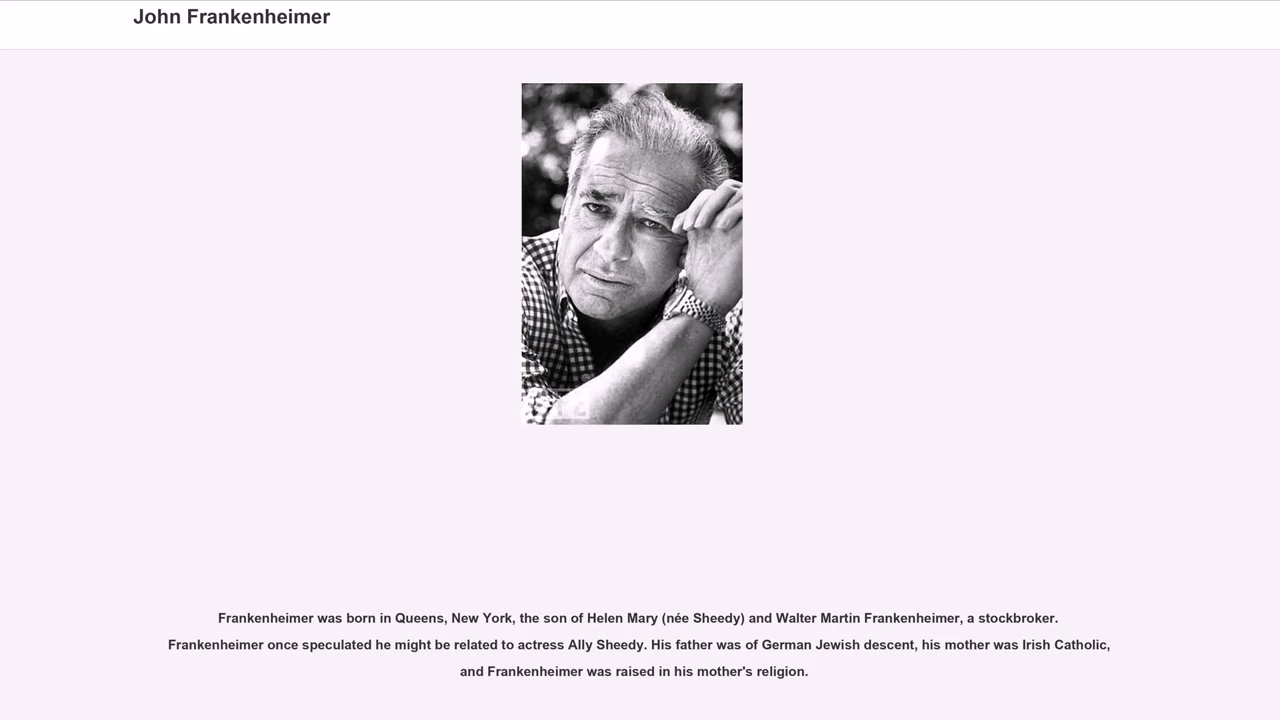 John Frankenheimer
Frankenheimer was born in Queens, New York, the son of Helen Mary (née Sheedy) and Walter Martin Frankenheimer, a stockbroker.
Frankenheimer once speculated he might be related to actress Ally Sheedy. His father was of German Jewish descent, his mother was Irish Catholic,
and Frankenheimer was raised in his mother's religion.